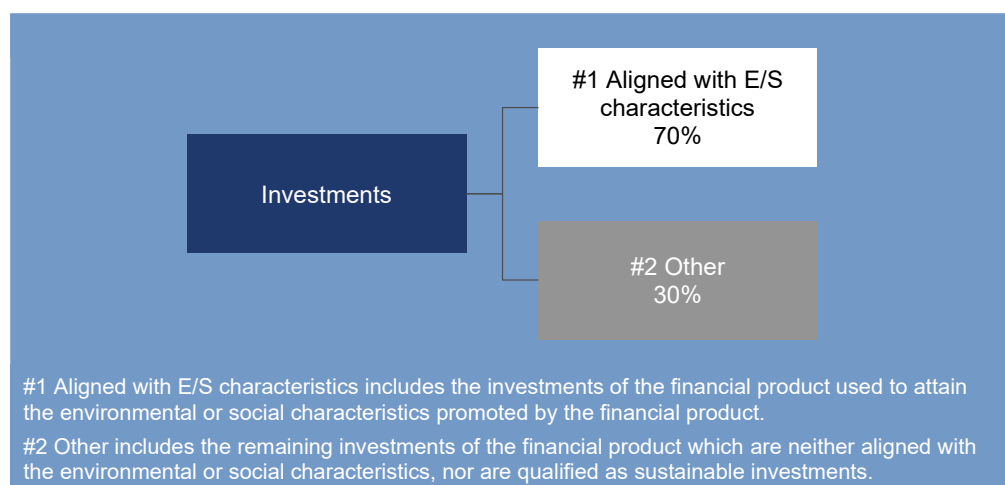 #1 Aligned with E/S
characteristics
70%
Investments
#2 Other
30%
#1 Aligned with E/S characteristics includes the investments of the financial product used to attain
the environmental or social characteristics promoted by the financial product.
#2 Other includes the remaining investments of the financial product which are neither aligned with
the environmental or social characteristics, nor are qualified as sustainable investments.